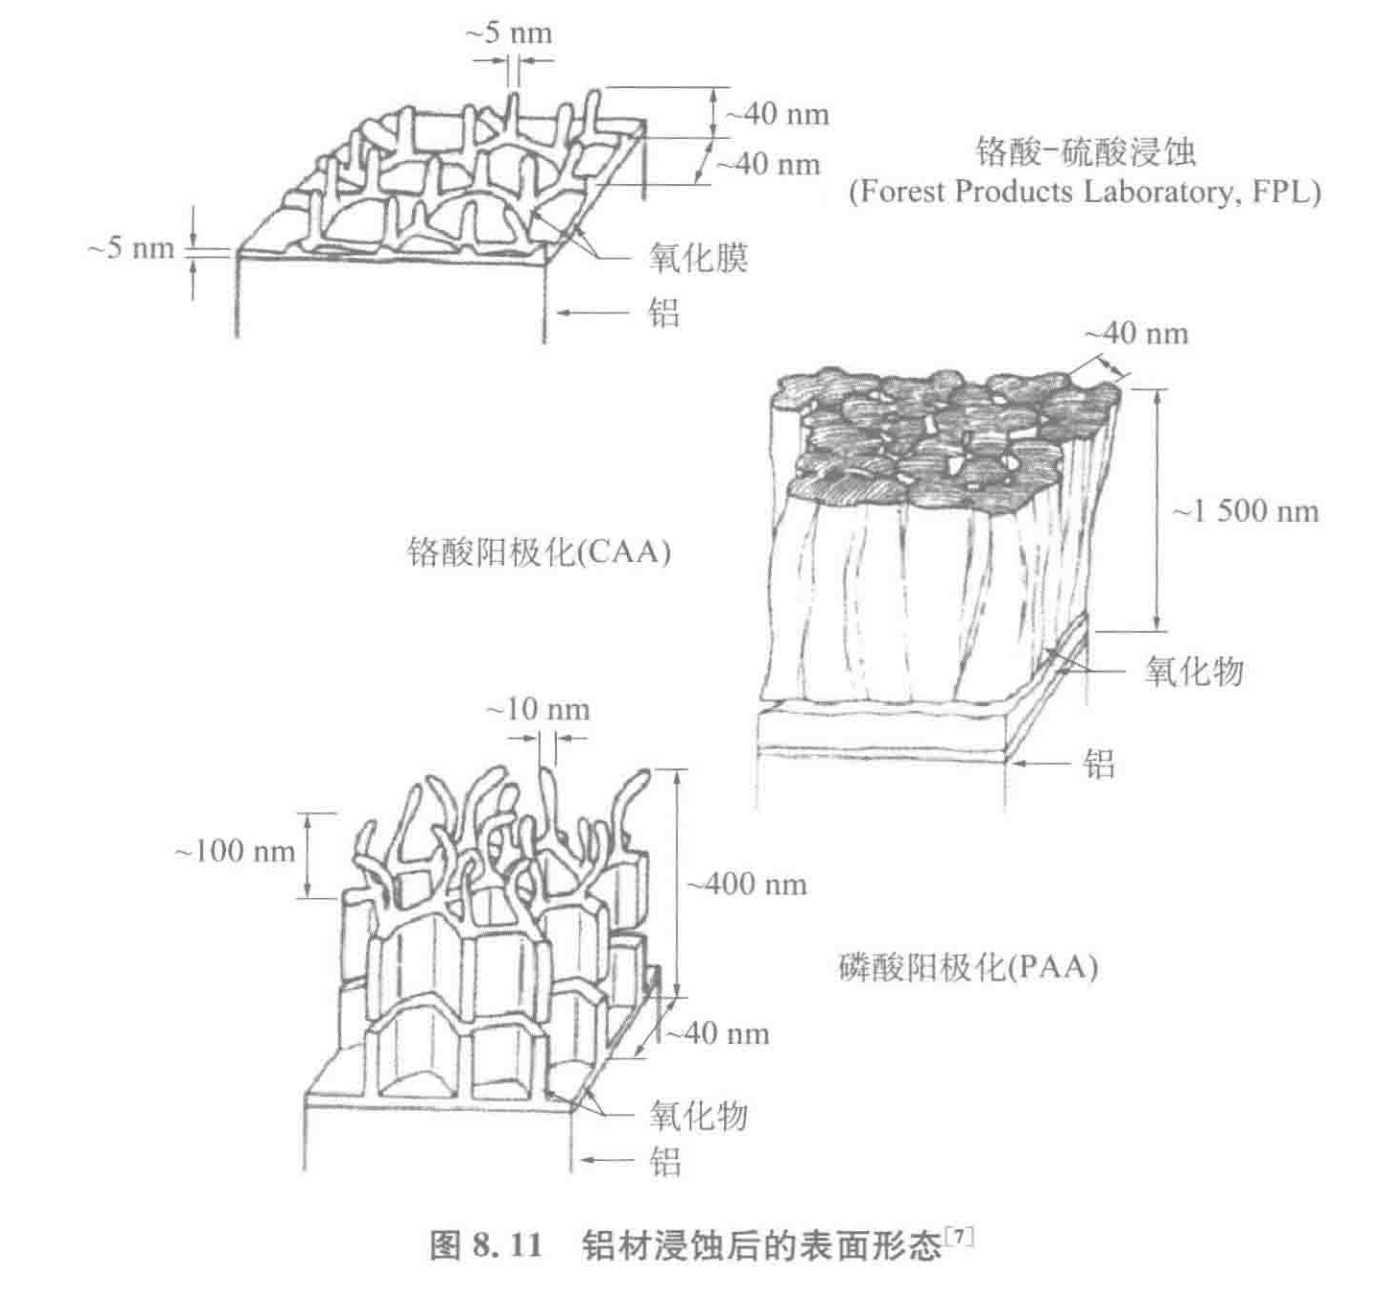 ~5 nm
~40 nm
~40 nm
铬酸-硫酸浸蚀
(Forest Products Laboratory, FPL)
~5 nm
氧化膜
铝
~40 nm
~1 500 nm
铬酸阳极化(CAA)
氧化物
铝
~10 nm
~100 nm
~400 nm
磷酸阳极化(PAA)
~40 nm
氧化物
铝
图 8.11 铝材浸蚀后的表面形态[7]